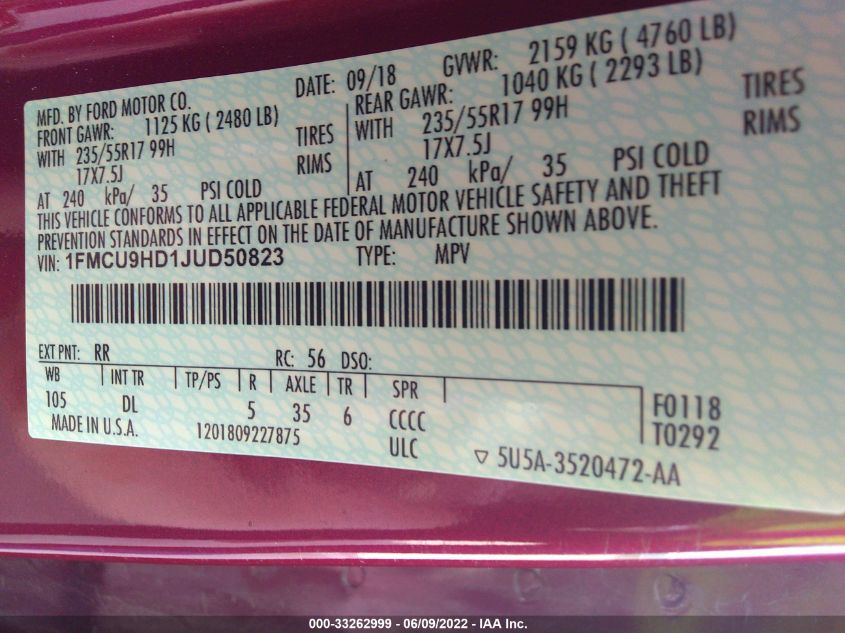 MFD. BY FORD MOTOR CO.
DATE: 09/18
GVWR: 2159 KG ( 4760 LB)
FRONT GAWR: 1125 KG ( 2480 LB)
WITH 235/55R17 99H TIRES
17X7.5J RIMS
AT 240 kPa/ 35 PSI COLD
REAR GAWR: 1040 KG ( 2293 LB)
WITH 235/55R17 99H TIRES
17X7.5J RIMS
AT 240 kPa/ 35 PSI COLD
THIS VEHICLE CONFORMS TO ALL APPLICABLE FEDERAL MOTOR VEHICLE SAFETY AND THEFT
PREVENTION STANDARDS IN EFFECT ON THE DATE OF MANUFACTURE SHOWN ABOVE.
VIN: 1FMCU9HD1JUD50823 TYPE: MPV
EXT PNT: RR RC: 56 DSO:
WB INT TR TP/PS R AXLE TR SPR
105 DL 5 35 6 CCCC F0118
MADE IN U.S.A. 1201809227875 ULC T0292
▽ 5U5A-3520472-AA
000-33262999 - 06/09/2022 - IAA Inc.